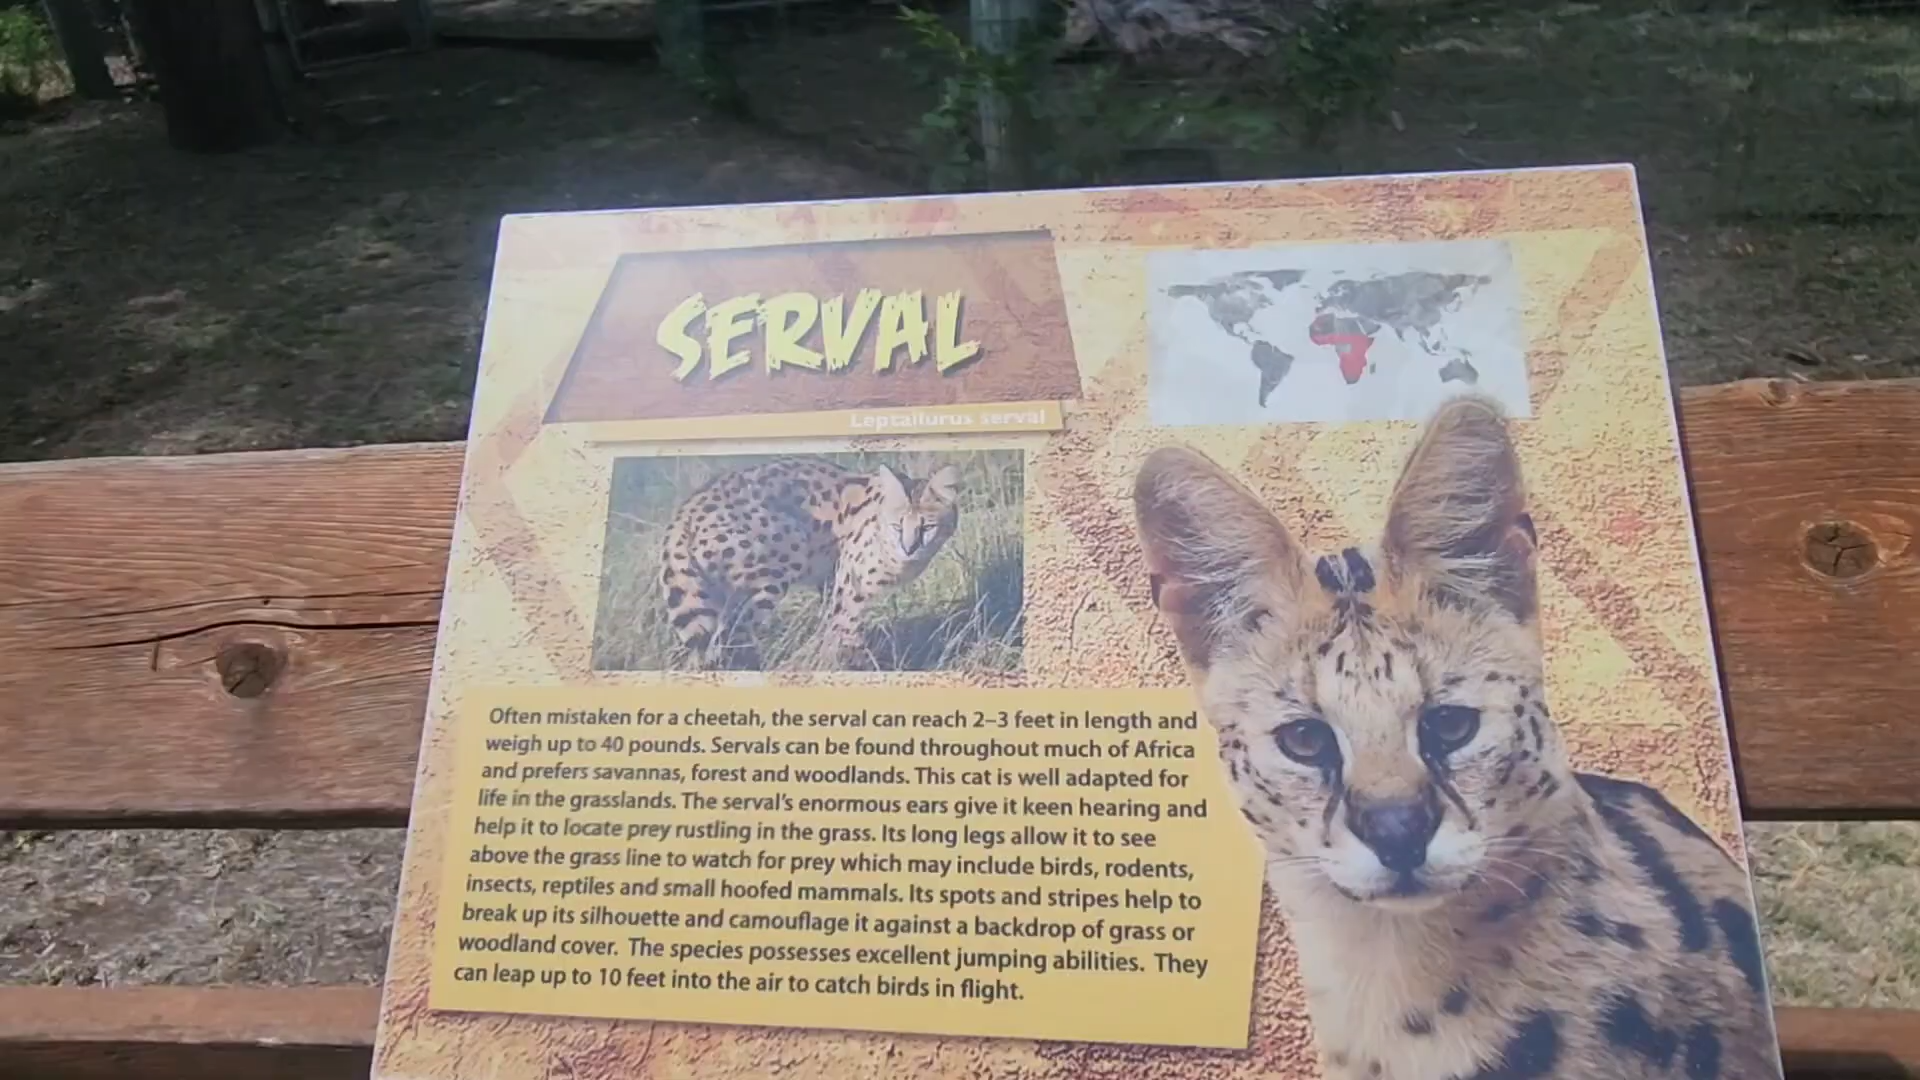 SERVAL
Leptailurus serval
Often mistaken for a cheetah, the serval can reach 2–3 feet in length and
weigh up to 40 pounds. Servals can be found throughout much of Africa
and prefers savannas, forest and woodlands. This cat is well adapted for
life in the grasslands. The serval's enormous ears give it keen hearing and
help it to locate prey rustling in the grass. Its long legs allow it to see
above the grass line to watch for prey which may include birds, rodents,
insects, reptiles and small hoofed mammals. Its spots and stripes help to
break up its silhouette and camouflage it against a backdrop of grass or
woodland cover. The species possesses excellent jumping abilities. They
can leap up to 10 feet into the air to catch birds in flight.